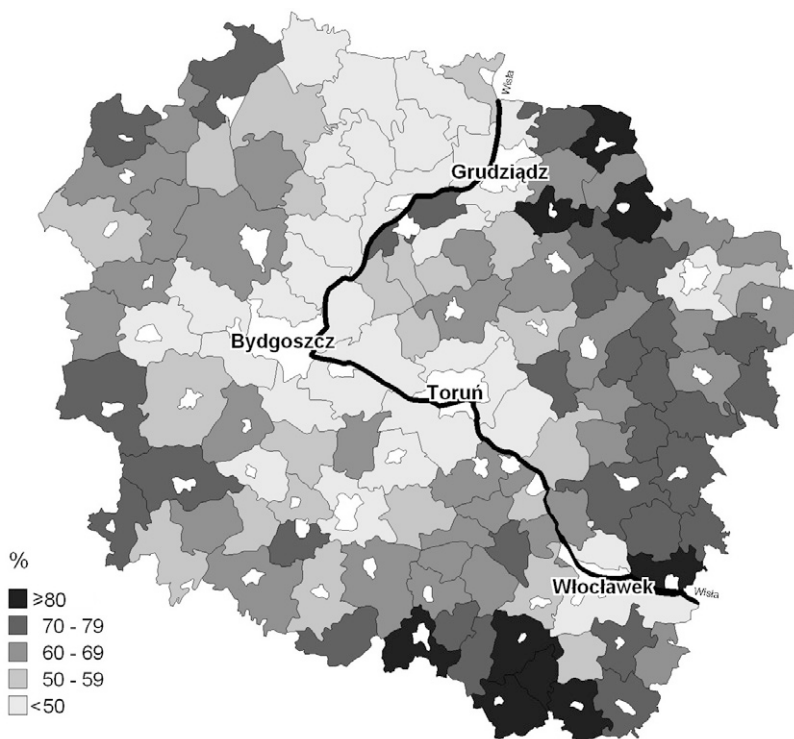 Wisła
Grudziądz
Bydgoszcz
Toruń
Włocławek
Wisła
%
≥80
70 - 79
60 - 69
50 - 59
<50